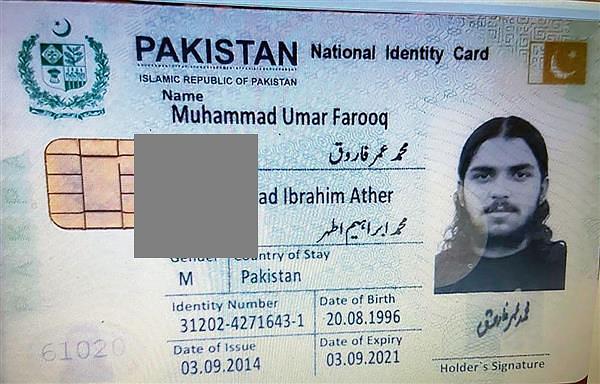 PAKISTAN National Identity Card
ISLAMIC REPUBLIC OF PAKISTAN
Name
Muhammad Umar Farooq
محمد عمر فاروق
ad Ibrahim Ather
محمد ابراہیم اطہر
Gender Country of Stay
M Pakistan
Identity Number Date of Birth
31202-4271643-1 20.08.1996
Date of Issue Date of Expiry
03.09.2014 03.09.2021
61020
محمد عمر فاروق
Holder`s Signature